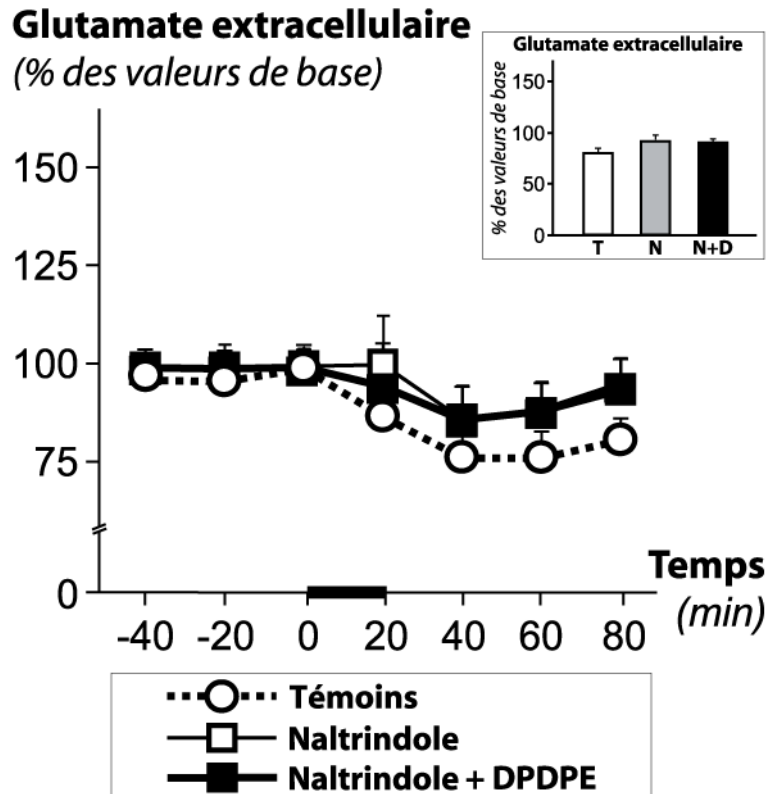 Glutamate extracellulaire
(% des valeurs de base)
150
125
100
75
0
-40 -20 0 20 40 60 80
Temps
(min)
Glutamate extracellulaire
% des valeurs de base
150
100
50
0
T N N+D
Témoins
Naltrindole
Naltrindole + DPDPE